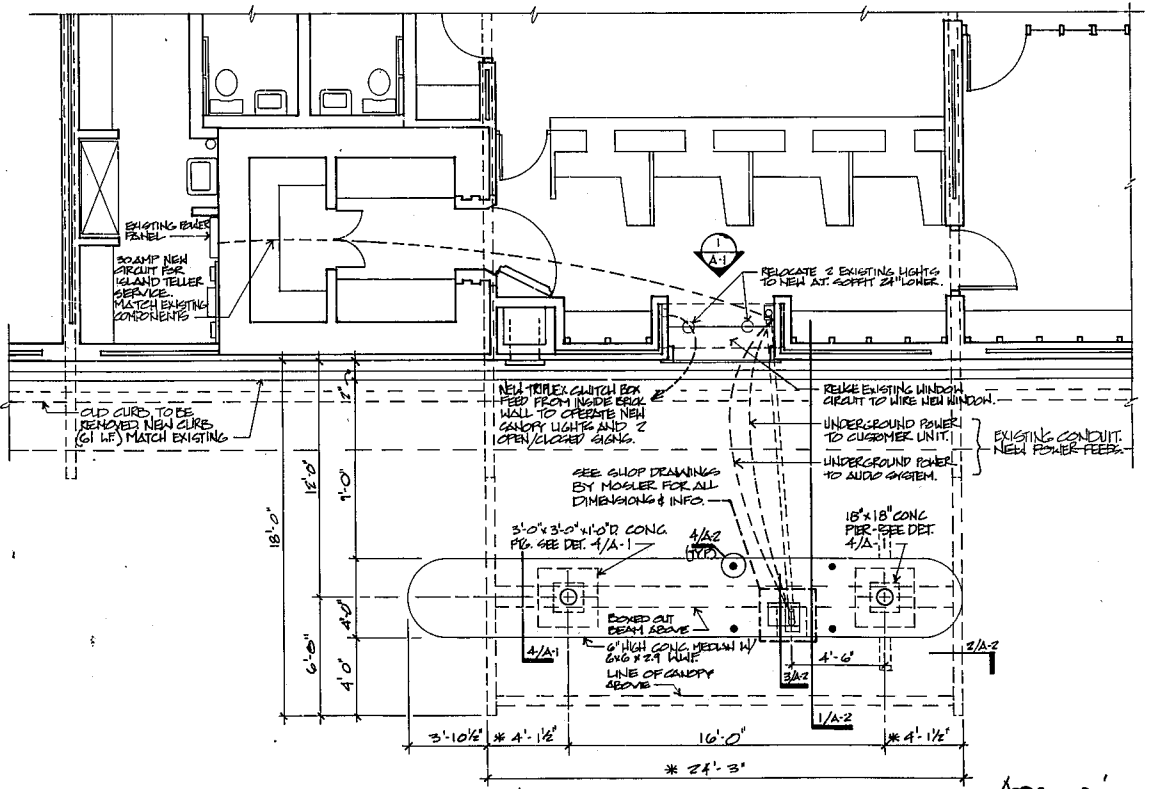 EXISTING POWER
PANEL
30 AMP NEW
CIRCUIT FOR
ISLAND TELLER
SERVICE.
MATCH EXISTING
COMPONENTS
1
A-1
RELOCATE 2 EXISTING LIGHTS
TO NEW AT. SOFFIT 24" LOWER.
OLD CURB TO BE
REMOVED NEW CURB
(61 L.F.) MATCH EXISTING
NEW TRIPLEX SWITCH BOX
FEED FROM INSIDE BRICK
WALL TO OPERATE NEW
CANOPY LIGHTS AND 2
OPEN/CLOSED SIGNS.
REUSE EXISTING WINDOW
CIRCUIT TO WIRE NEW WINDOW.
UNDERGROUND POWER
TO CUSTOMER UNIT.
UNDERGROUND POWER
TO AUDIO SYSTEM.
EXISTING CONDUIT.
NEW POWER FEEDS
SEE SHOP DRAWINGS
BY MOSLER FOR ALL
DIMENSIONS & INFO.
3'-0" x 3'-0" x 1'-0" D. CONC.
FTG. SEE DET. 4/A-1
4/A-2
(TYP.)
18" x 18" CONC
PIER - SEE DET.
4/A-1
18'-0"
12'-0"
6'-0"
12"
9'-0"
4'-0"
4'0"
BOXED OUT
BEAM ABOVE
6" HIGH CONC. MEDIAN W/
6x6 x 2.9 W.W.F.
LINE OF CANOPY
ABOVE
4/A-1
4'-6"
3/A-2
2/A-2
1/A-2
3'-10½"
* 4'-1½"
16'-0"
* 4'-1½"
* 24'-3"